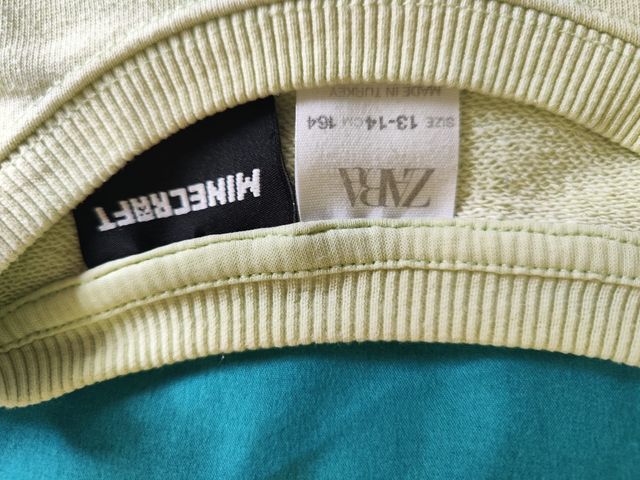 MINECRAFT
ZARA
SIZE 13-14 CM 164
MADE IN TURKEY